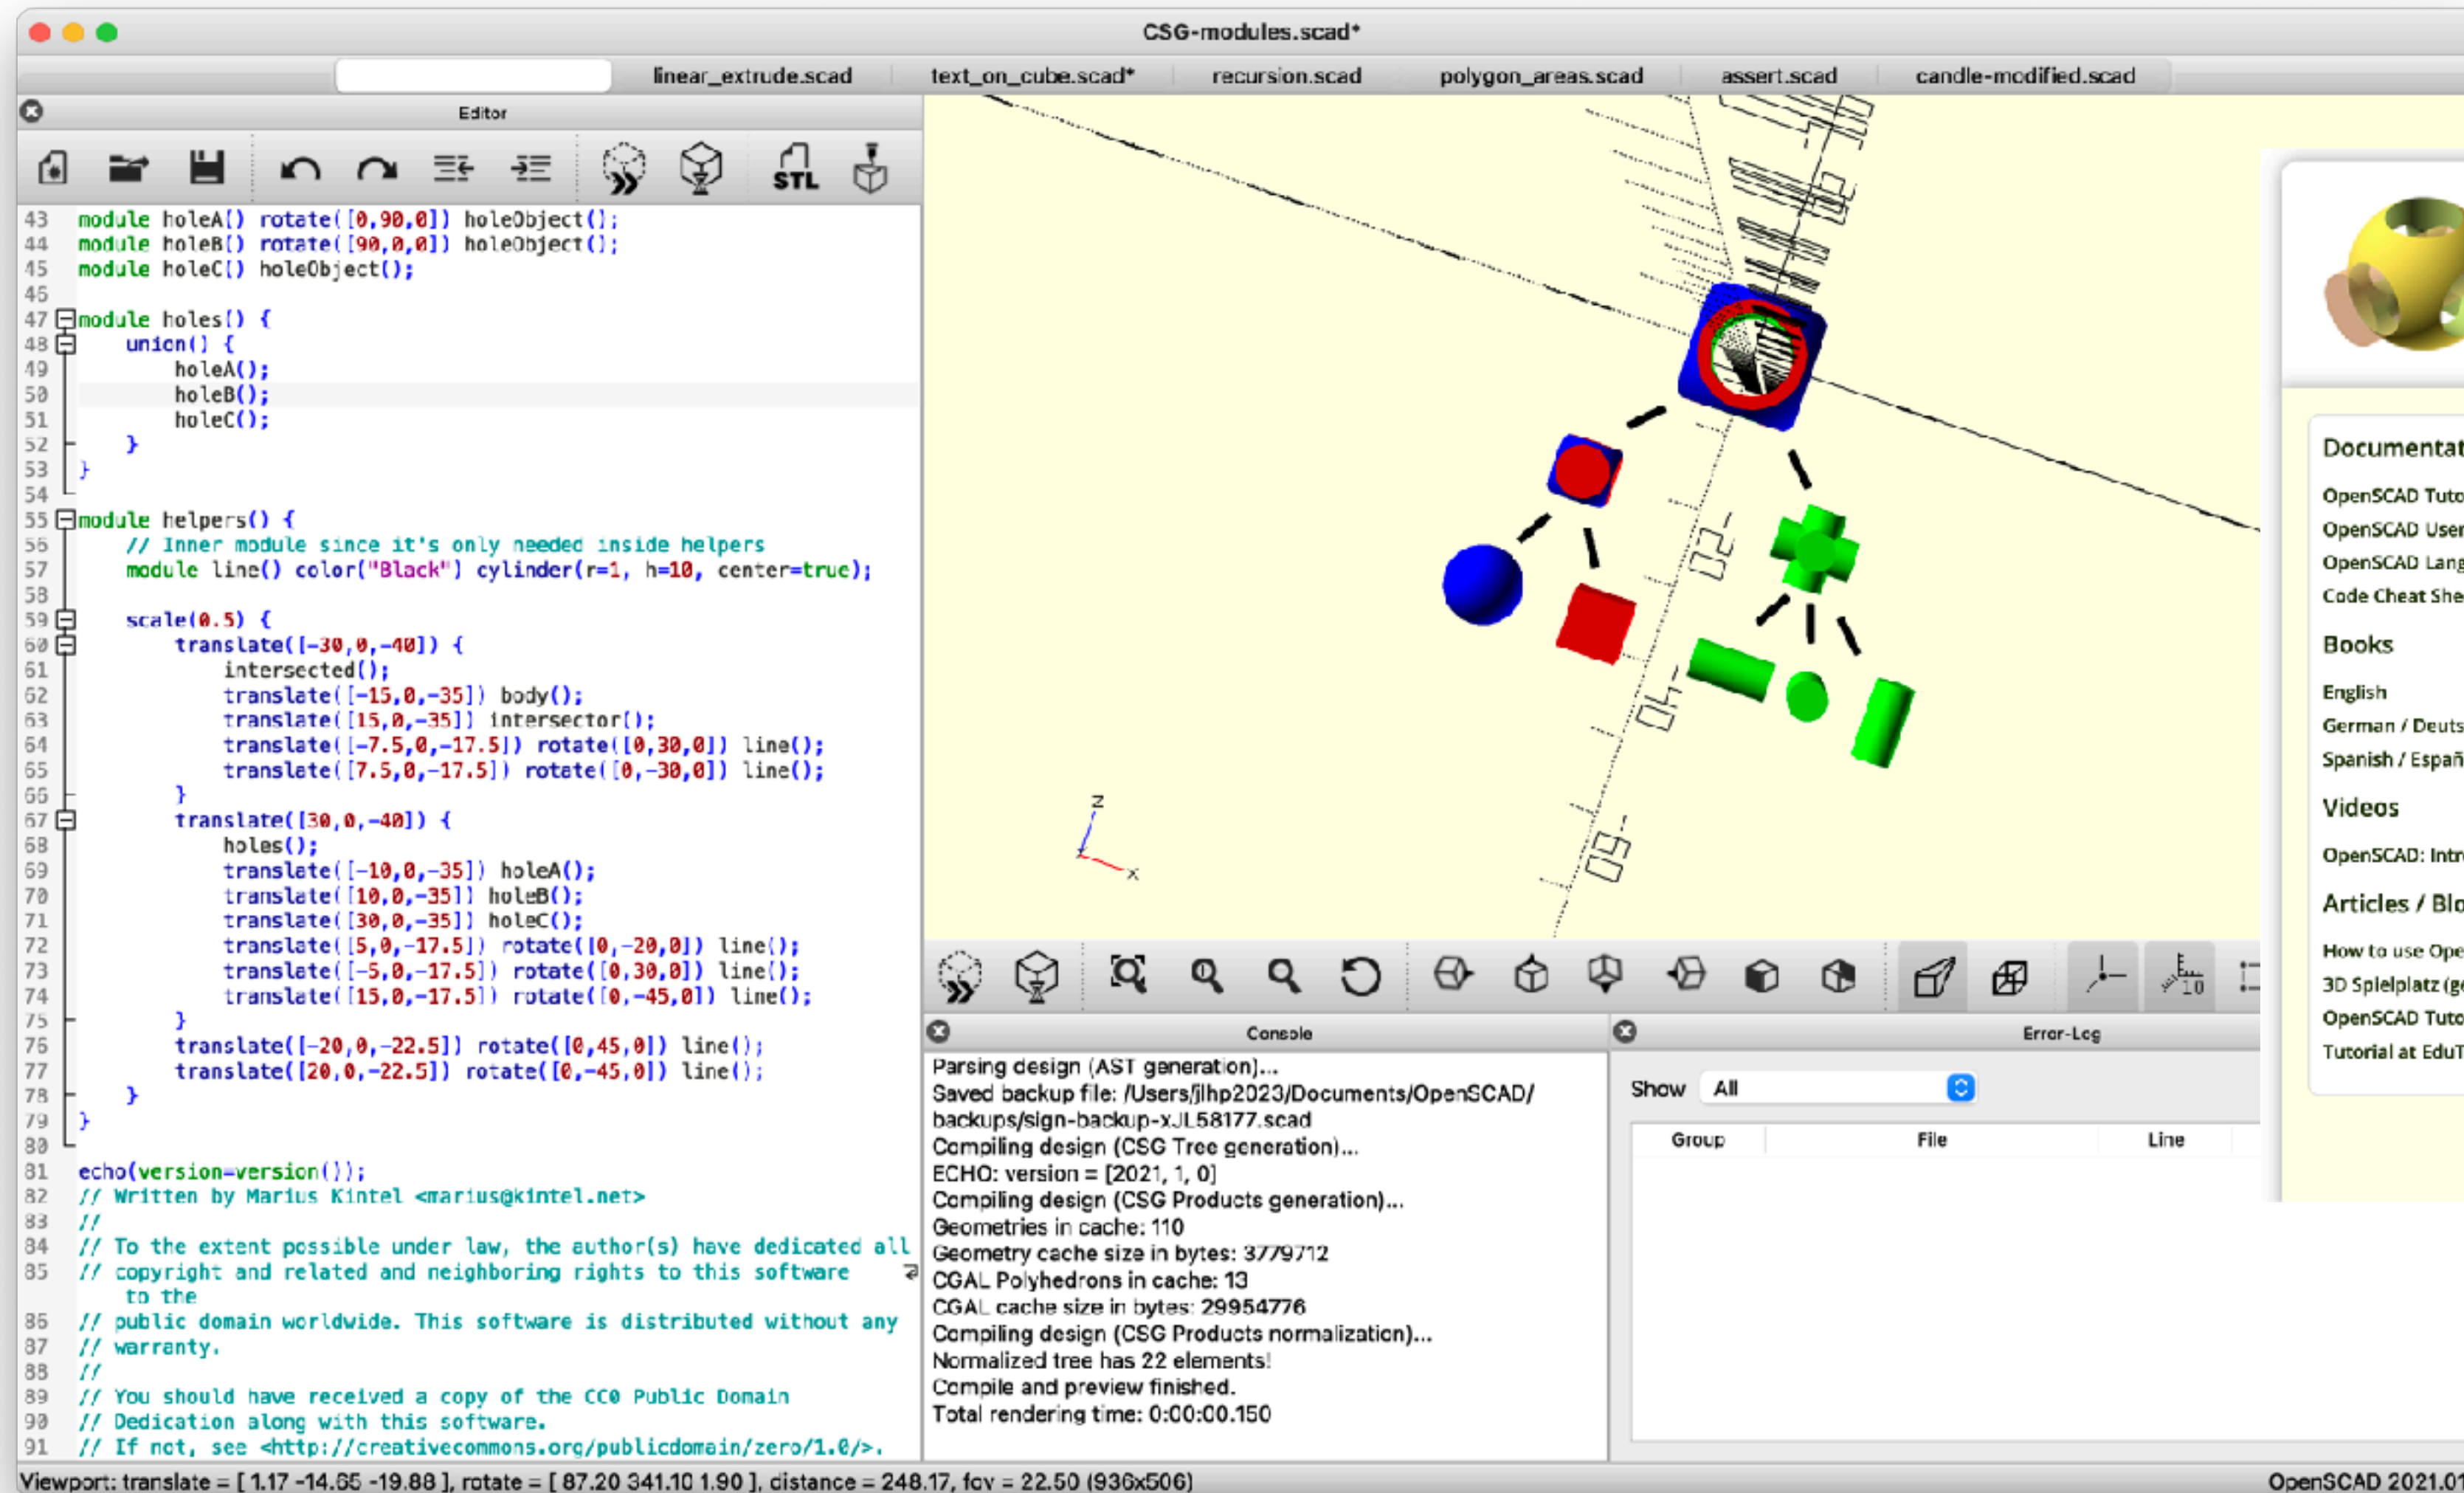 CSG-modules.scad*
linear_extrude.scad text_on_cube.scad* recursion.scad polygon_areas.scad assert.scad candle-modified.scad
Editor
STL
43 module holeA() rotate([0,90,0]) holeObject();
44 module holeB() rotate([90,0,0]) holeObject();
45 module holeC() holeObject();
46
47 module holes() {
48 union() {
49 holeA();
50 holeB();
51 holeC();
52 }
53 }
54
55 module helpers() {
56 // Inner module since it's only needed inside helpers
57 module line() color("Black") cylinder(r=1, h=10, center=true);
58
59 scale(0.5) {
60 translate([-30,0,-40]) {
61 intersected();
62 translate([-15,0,-35]) body();
63 translate([15,0,-35]) intersector();
64 translate([-7.5,0,-17.5]) rotate([0,30,0]) line();
65 translate([7.5,0,-17.5]) rotate([0,-30,0]) line();
66 }
67 translate([30,0,-40]) {
68 holes();
69 translate([-10,0,-35]) holeA();
70 translate([10,0,-35]) holeB();
71 translate([30,0,-35]) holeC();
72 translate([5,0,-17.5]) rotate([0,-20,0]) line();
73 translate([-5,0,-17.5]) rotate([0,30,0]) line();
74 translate([15,0,-17.5]) rotate([0,-45,0]) line();
75 }
76 translate([-20,0,-22.5]) rotate([0,45,0]) line();
77 translate([20,0,-22.5]) rotate([0,-45,0]) line();
78 }
79 }
80
81 echo(version=version());
82 // Written by Marius Kintel <marius@kintel.net>
83 //
84 // To the extent possible under law, the author(s) have dedicated all
85 // copyright and related and neighboring rights to this software
to the
86 // public domain worldwide. This software is distributed without any
87 // warranty.
88 //
89 // You should have received a copy of the CC0 Public Domain
90 // Dedication along with this software.
91 // If not, see <http://creativecommons.org/publicdomain/zero/1.0/>.
-20
-40
-60
z
x
10
Console
Parsing design (AST generation)...
Saved backup file: /Users/jlhp2023/Documents/OpenSCAD/
backups/sign-backup-xJL58177.scad
Compiling design (CSG Tree generation)...
ECHO: version = [2021, 1, 0]
Compiling design (CSG Products generation)...
Geometries in cache: 110
Geometry cache size in bytes: 3779712
CGAL Polyhedrons in cache: 13
CGAL cache size in bytes: 29954776
Compiling design (CSG Products normalization)...
Normalized tree has 22 elements!
Compile and preview finished.
Total rendering time: 0:00:00.150
Error-Log
Show All
Group File Line
Documentat
OpenSCAD Tuto
OpenSCAD User
OpenSCAD Lang
Code Cheat She
Books
English
German / Deuts
Spanish / Españ
Videos
OpenSCAD: Intr
Articles / Blo
How to use Ope
3D Spielplatz (ge
OpenSCAD Tuto
Tutorial at EduT
Viewport: translate = [ 1.17 -14.65 -19.88 ], rotate = [ 87.20 341.10 1.90 ], distance = 248.17, fov = 22.50 (936x506)
OpenSCAD 2021.01